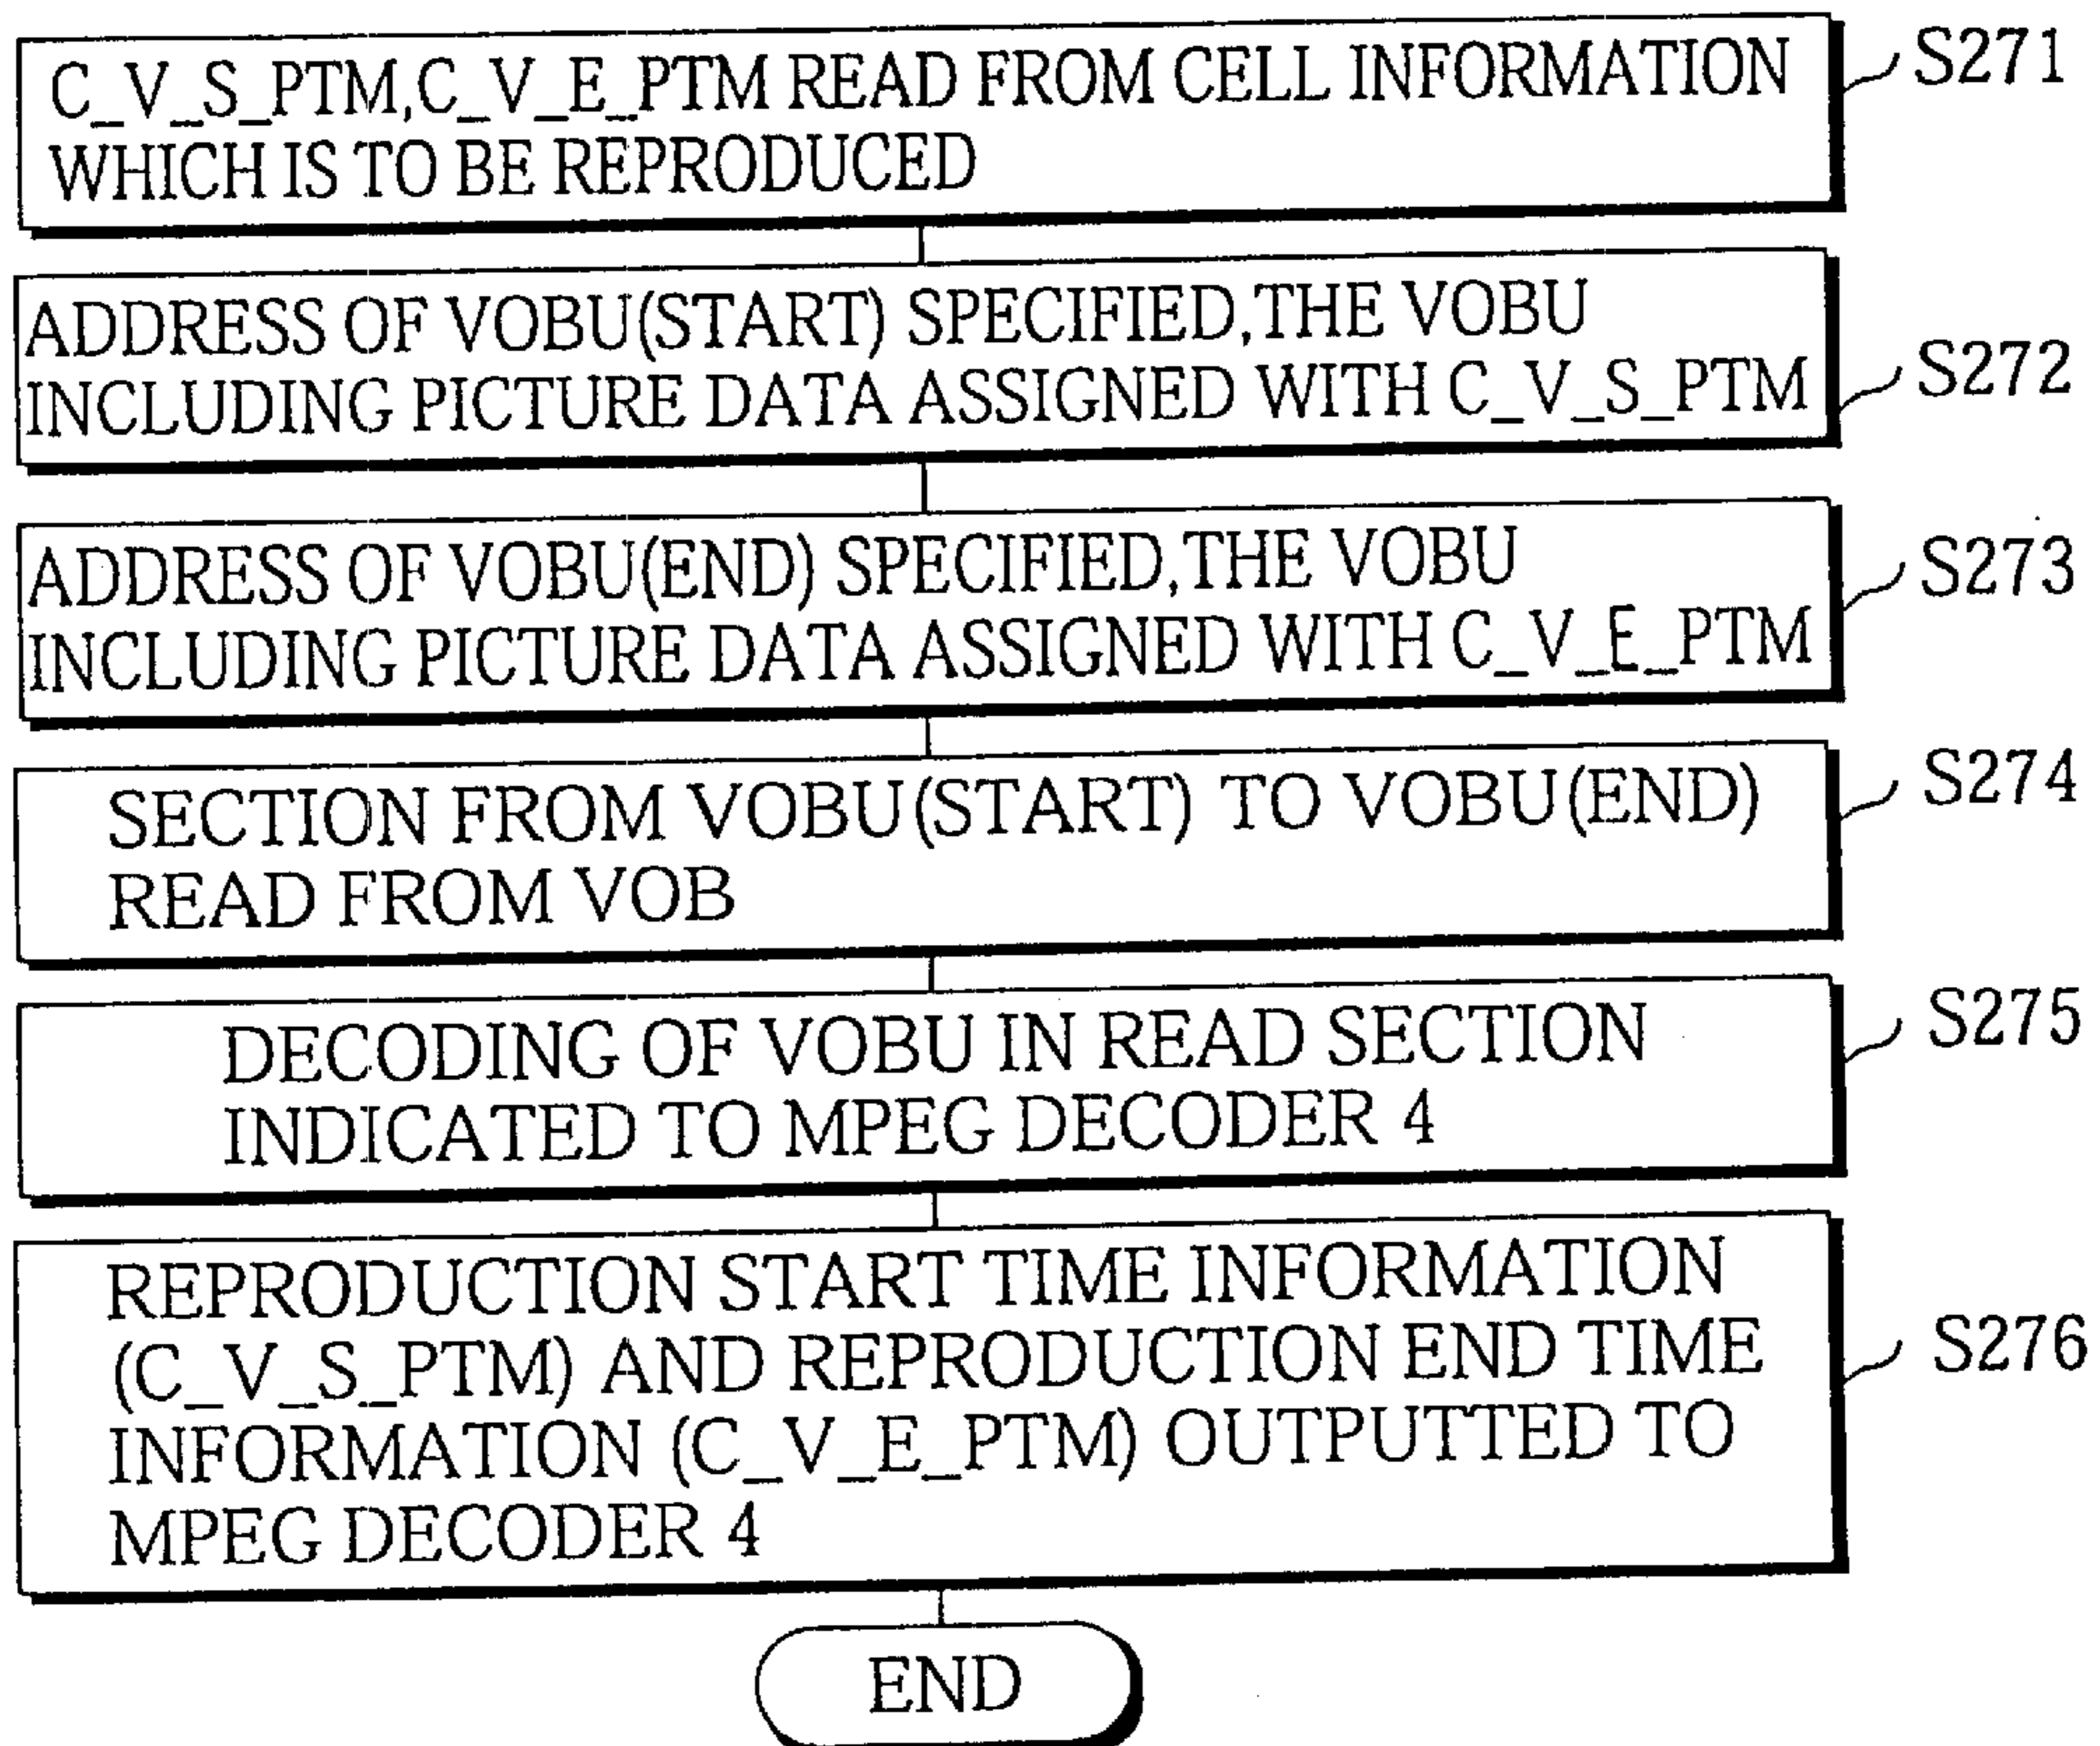 C_V_S_PTM,C_V_E_PTM READ FROM CELL INFORMATION
WHICH IS TO BE REPRODUCED
S271
ADDRESS OF VOBU(START) SPECIFIED,THE VOBU
INCLUDING PICTURE DATA ASSIGNED WITH C_V_S_PTM
S272
ADDRESS OF VOBU(END) SPECIFIED,THE VOBU
INCLUDING PICTURE DATA ASSIGNED WITH C_V_E_PTM
S273
SECTION FROM VOBU(START) TO VOBU(END)
READ FROM VOB
S274
DECODING OF VOBU IN READ SECTION
INDICATED TO MPEG DECODER 4
S275
REPRODUCTION START TIME INFORMATION
(C_V_S_PTM) AND REPRODUCTION END TIME
INFORMATION (C_V_E_PTM) OUTPUTTED TO
MPEG DECODER 4
S276
END